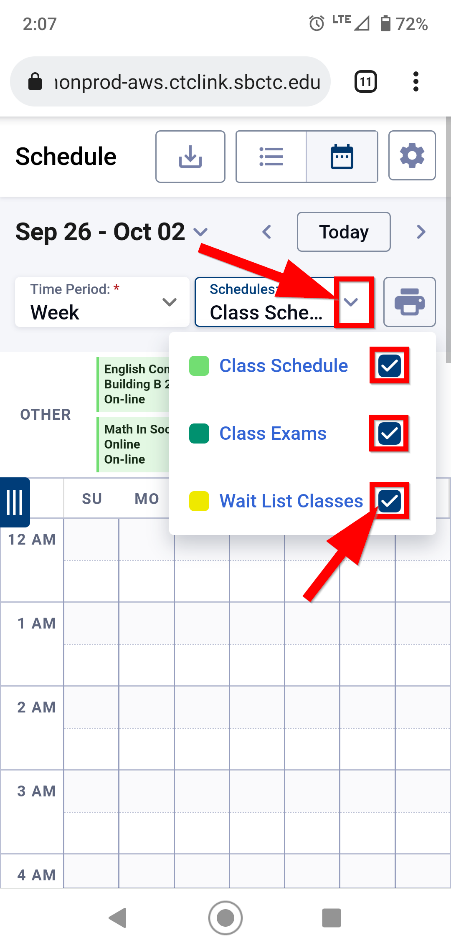 2:07
LTE
72%
nonprod-aws.ctclink.sbctc.edu
11
Schedule
Sep 26 - Oct 02
Today
Time Period: *
Week
Schedules:
Class Sche...
Class Schedule
Class Exams
Wait List Classes
OTHER
English Con
Building B 2
On-line
Math In Soc
Online
On-line
SU
MO
12 AM
1 AM
2 AM
3 AM
4 AM